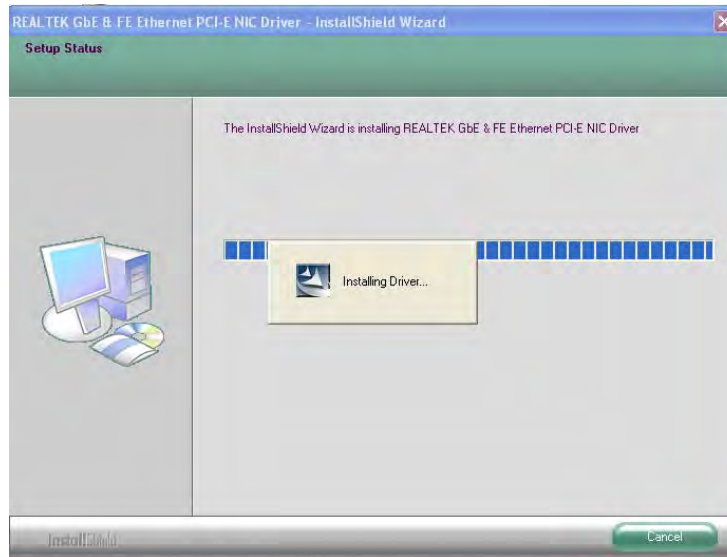 REALTEK GbE & FE Ethernet PCI-E NIC Driver - InstallShield Wizard
Setup Status
The InstallShield Wizard is installing REALTEK GbE & FE Ethernet PCI-E NIC Driver
Installing Driver...
InstallShield
Cancel